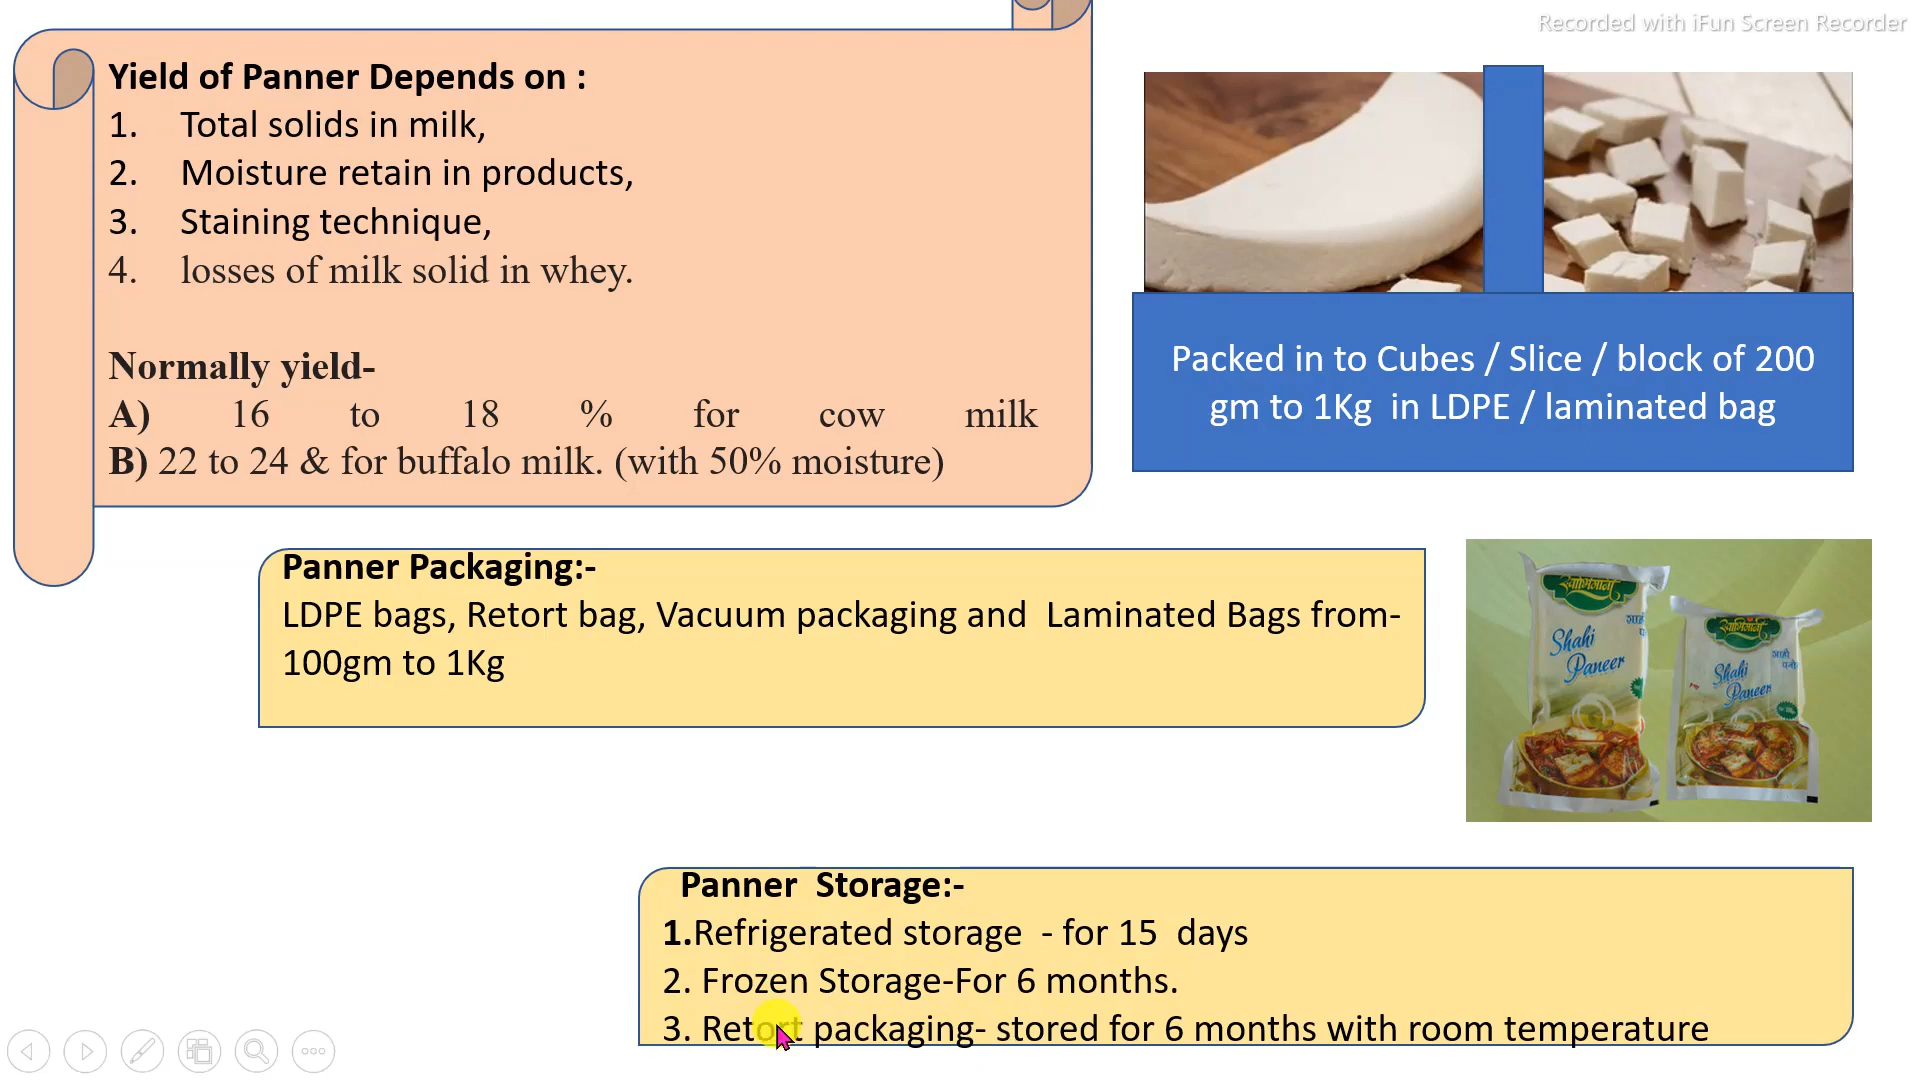 Recorded with iFun Screen Recorder
Yield of Panner Depends on :
1. Total solids in milk,
2. Moisture retain in products,
3. Staining technique,
4. losses of milk solid in whey.
Normally yield-
A) 16 to 18 % for cow milk
B) 22 to 24 & for buffalo milk. (with 50% moisture)
Packed in to Cubes / Slice / block of 200
gm to 1Kg in LDPE / laminated bag
Panner Packaging:-
LDPE bags, Retort bag, Vacuum packaging and Laminated Bags from-
100gm to 1Kg
स्वाभिमानी
Shahi
Paneer
शाही
स्वाभिमानी
Shahi
Paneer
शाही
पनीर
Panner Storage:-
1.Refrigerated storage - for 15 days
2. Frozen Storage-For 6 months.
3. Retort packaging- stored for 6 months with room temperature